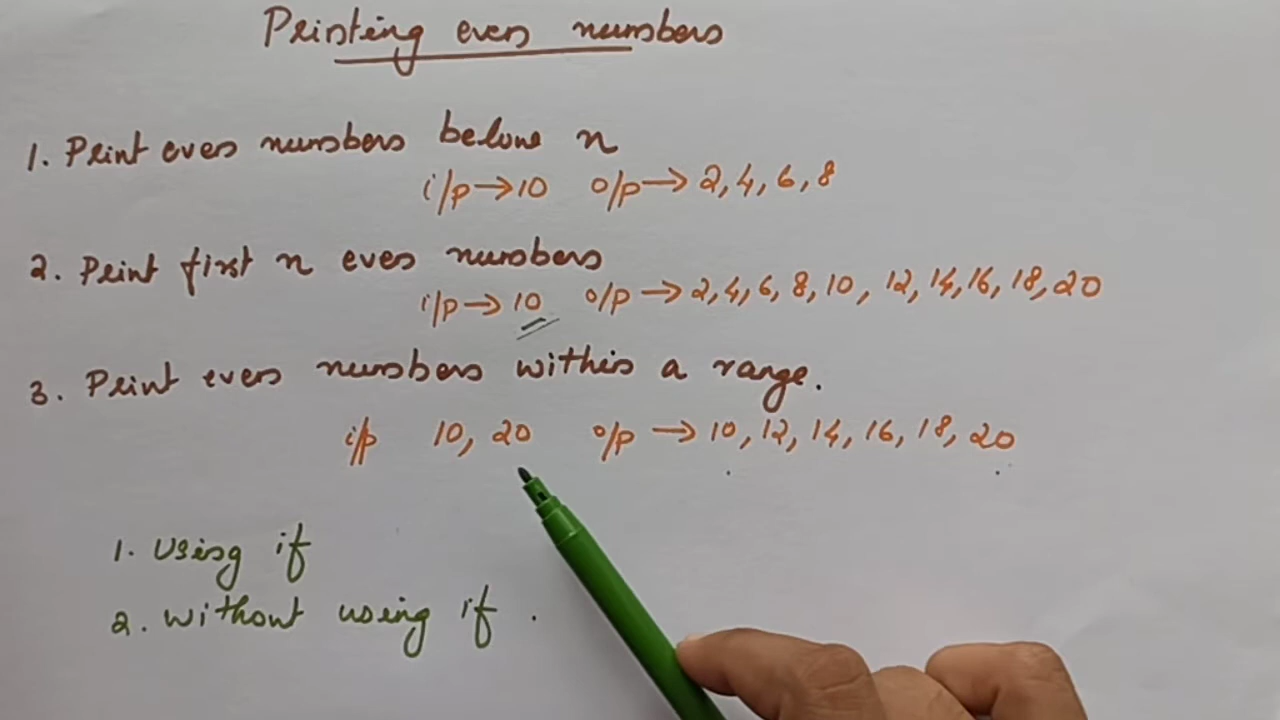 Printing even numbers
1. Print even numbers below n
i/p → 10 o/p → 2, 4, 6, 8
2. Print first n even numbers
i/p → 10 o/p → 2, 4, 6, 8, 10, 12, 14, 16, 18, 20
3. Print even numbers within a range.
i/p 10, 20 o/p → 10, 12, 14, 16, 18, 20
1. Using if
2. Without using if.